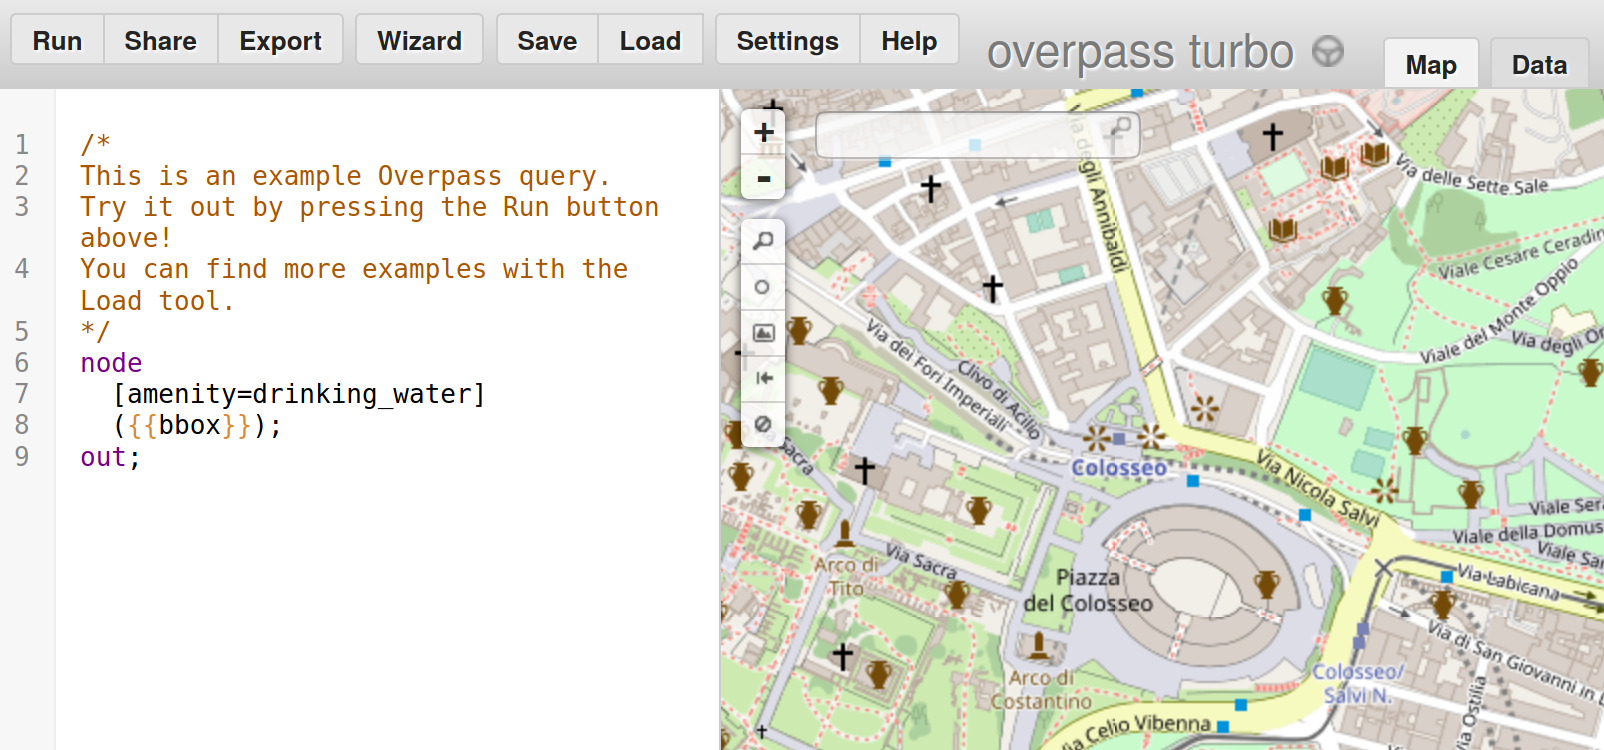 Run Share Export Wizard Save Load Settings Help overpass turbo Map Data
1 /*
2 This is an example Overpass query.
3 Try it out by pressing the Run button
above!
4 You can find more examples with the
Load tool.
5 */
6 node
7 [amenity=drinking_water]
8 ({{bbox}});
9 out;
+
-
Via degli Annibaldi
Via delle Sette Sale
Viale Cesare Ceradin
Viale del Monte Oppio
Via degli Or
Via dei Fori Imperiali
Clivo di Acilio
Sacra
Colosseo
Via Nicola Salvi
Viale Ser
Viale della Domus
Viale Sar
Via Sacra
Arco di
Tito
Piazza
del Colosseo
Via Labicana
Via di San Giovanni in L
Arco di
Costantino
Colosseo/
Salvi N.
Via Ostilia
Via Celio Vibenna